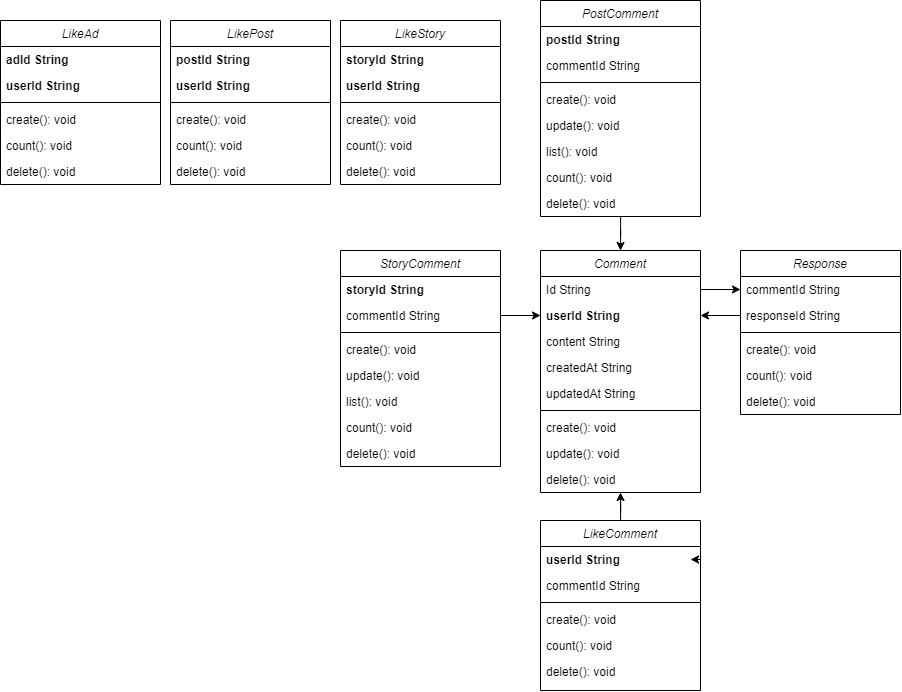 LikeAd
adId String
userId String
create(): void
count(): void
delete(): void
LikePost
postId String
userId String
create(): void
count(): void
delete(): void
LikeStory
storyId String
userId String
create(): void
count(): void
delete(): void
PostComment
postId String
commentId String
create(): void
update(): void
list(): void
count(): void
delete(): void
StoryComment
storyId String
commentId String
create(): void
update(): void
list(): void
count(): void
delete(): void
Comment
Id String
userId String
content String
createdAt String
updatedAt String
create(): void
update(): void
delete(): void
Response
commentId String
responseId String
create(): void
count(): void
delete(): void
LikeComment
userId String
commentId String
create(): void
count(): void
delete(): void